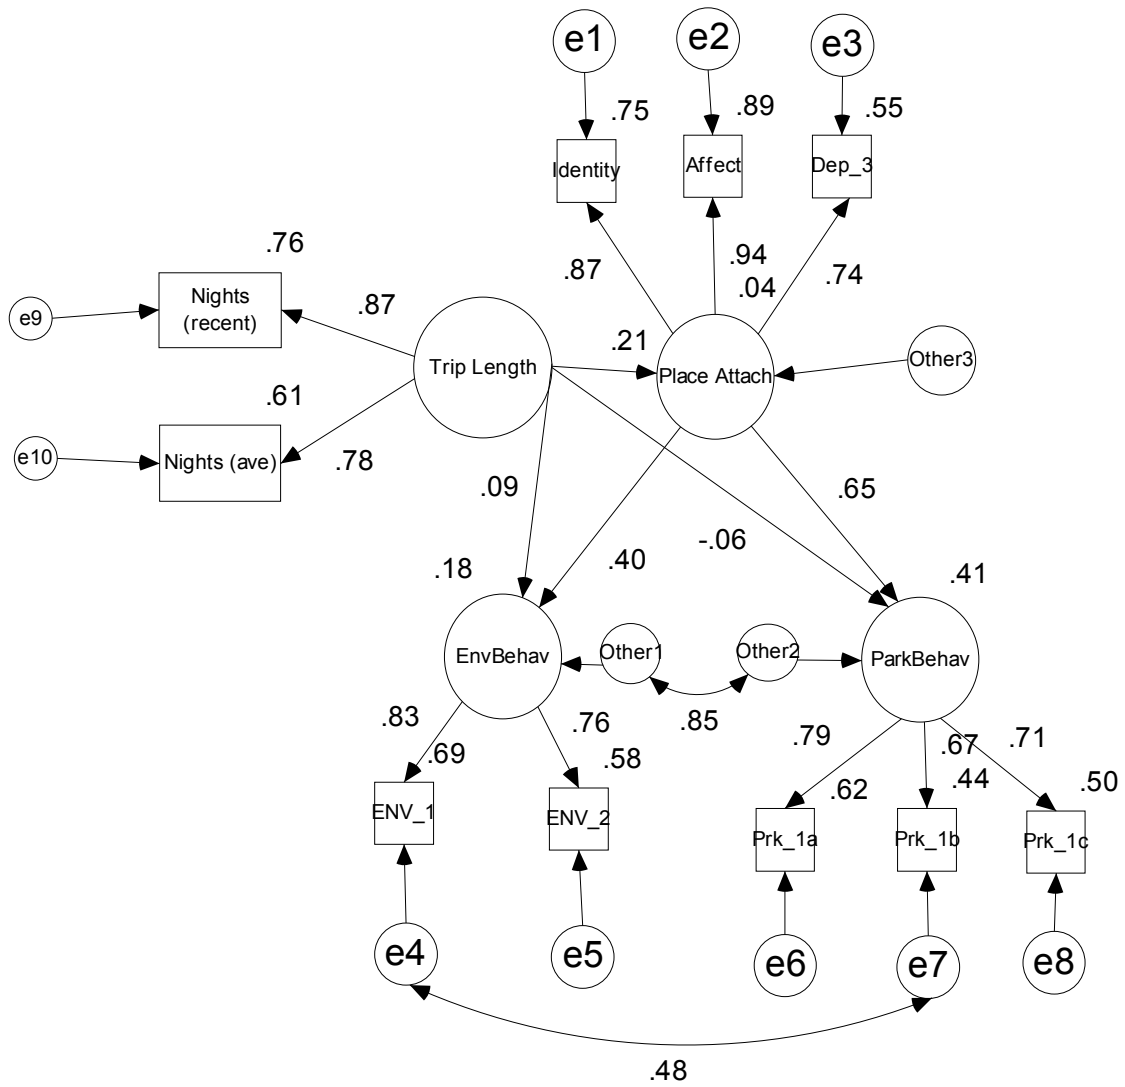 e1
e2
e3
.75
.89
.55
Identity
Affect
Dep_3
.76
.87
.94
.04
.74
Nights
(recent)
e9
.87
.21
Trip Length
Place Attach
Other3
.61
e10
Nights (ave)
.78
.09
.65
-.06
.40
.18
.41
EnvBehav
Other1
Other2
ParkBehav
.83
.76
.85
.79
.67
.71
.69
.58
.62
.44
.50
ENV_1
ENV_2
Prk_1a
Prk_1b
Prk_1c
e4
e5
e6
e7
e8
.48